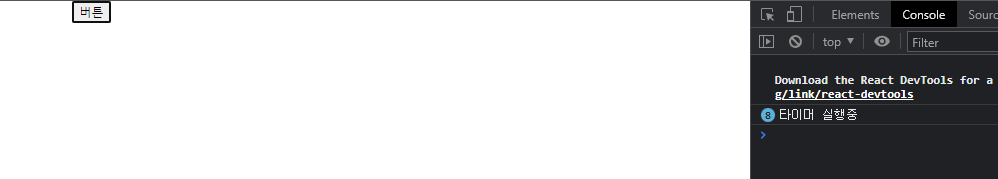 버튼
Elements Console Sourc
top ▼ Filter
Download the React DevTools for a
g/link/react-devtools
8 타이머 실행중